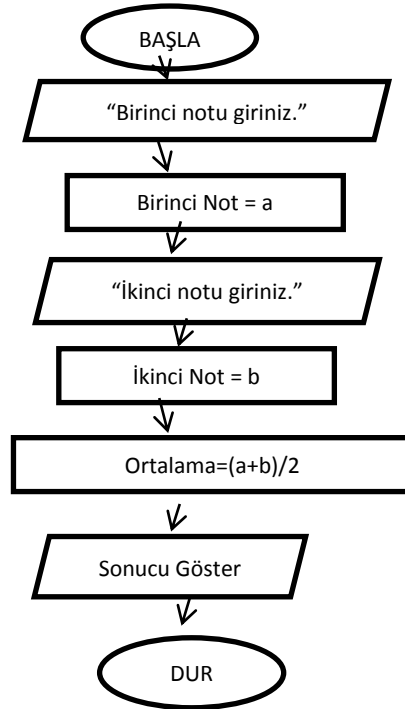 BAŞLA
“Birinci notu giriniz.”
Birinci Not = a
“İkinci notu giriniz.”
İkinci Not = b
Ortalama=(a+b)/2
Sonucu Göster
DUR